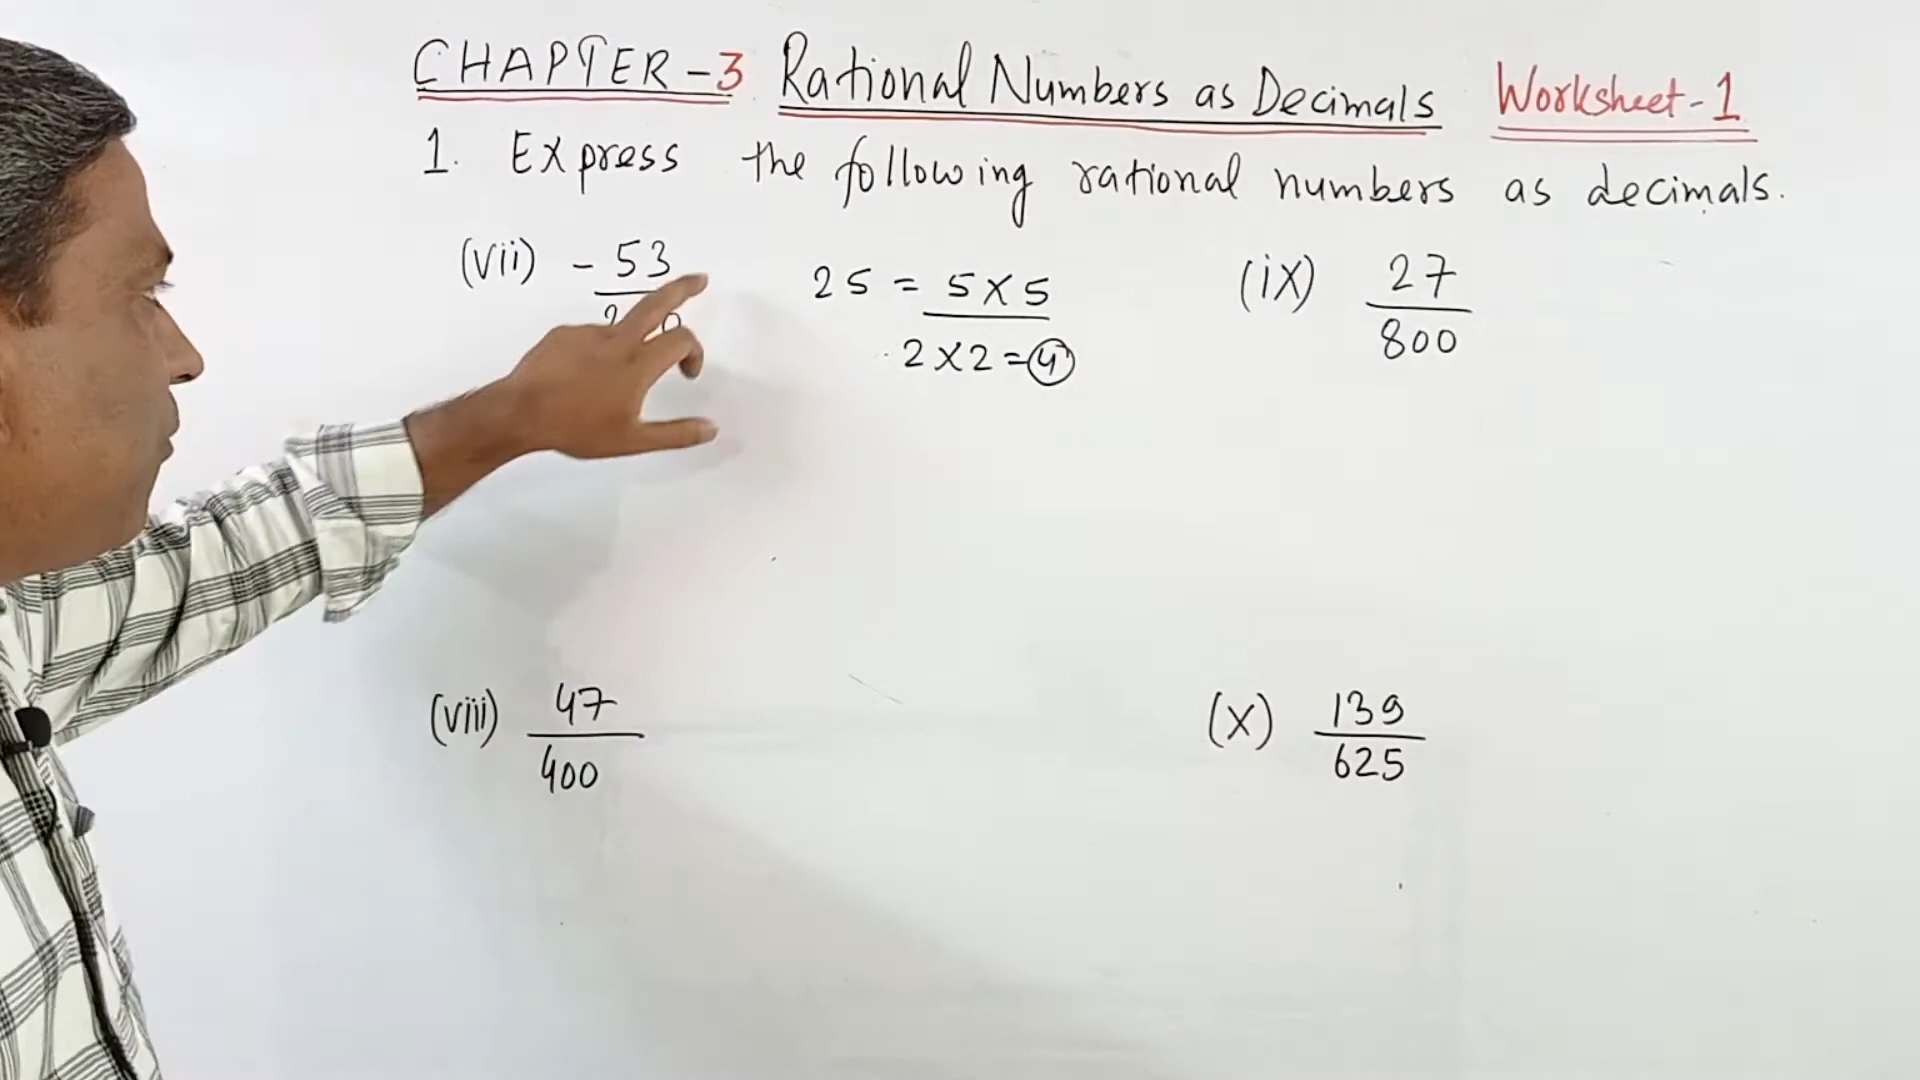 CHAPTER-3 Rational Numbers as Decimals Worksheet-1
1. Express the following rational numbers as decimals.
(vii) -53
25 = 5×5
2×2=4
(ix) 27
800
(viii) 47
400
(x) 139
625